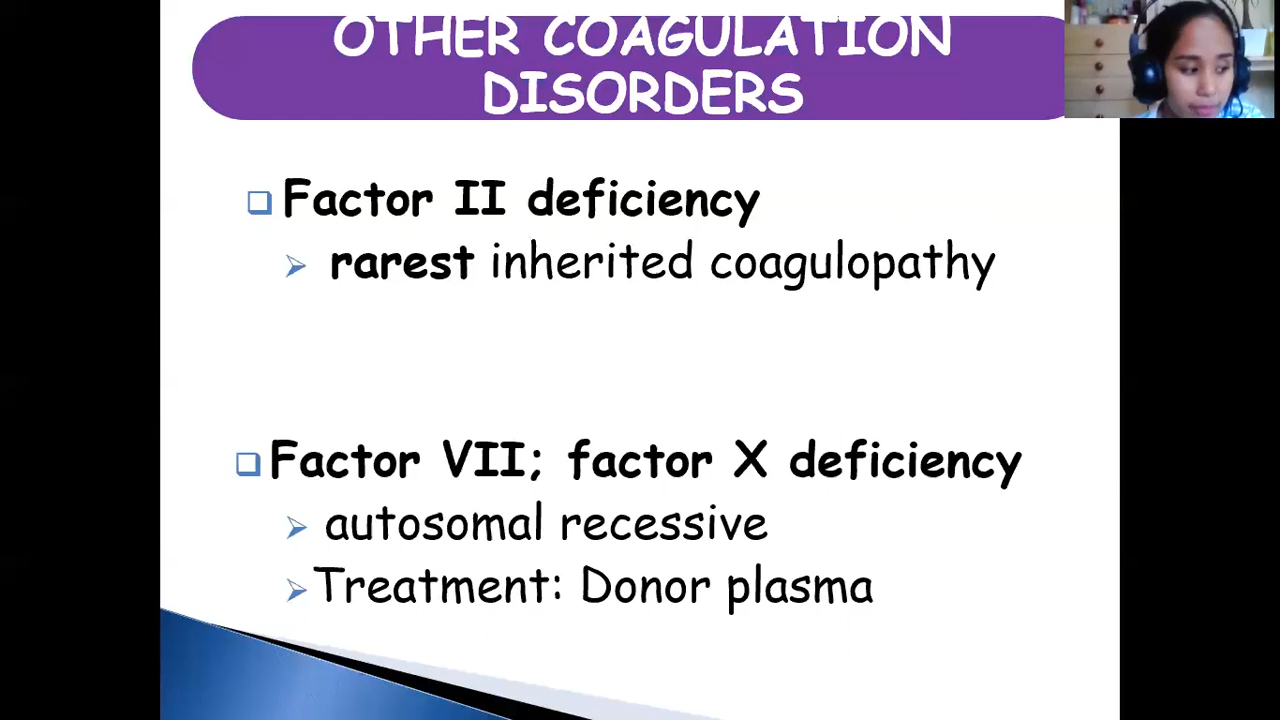 OTHER COAGULATION
DISORDERS
Factor II deficiency
rarest inherited coagulopathy
Factor VII; factor X deficiency
autosomal recessive
Treatment: Donor plasma